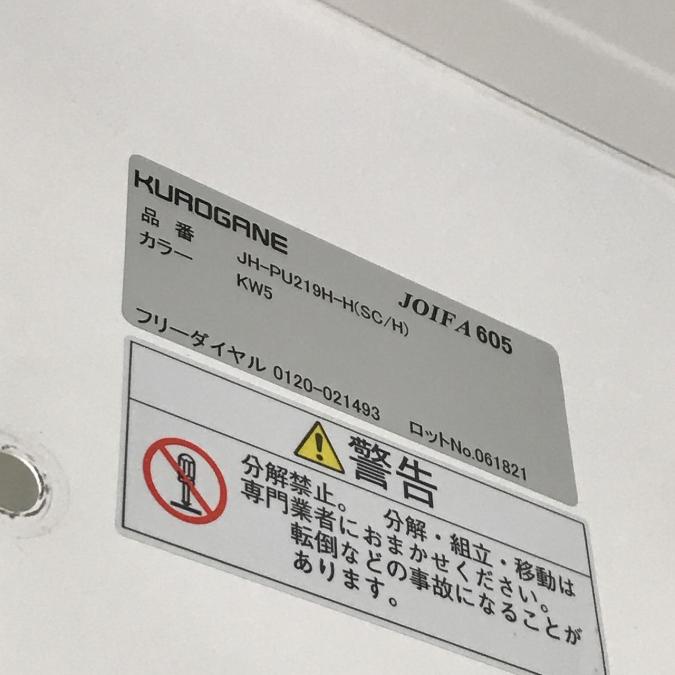 KUROGANE
品番 JH-PU219H-H(SC/H) JOIFA 605
カラー KW5
フリーダイヤル 0120-021493 ロットNo.061821
警告
分解禁止。 分解・組立・移動は
専門業者におまかせください。
転倒などの事故になることが
あります。